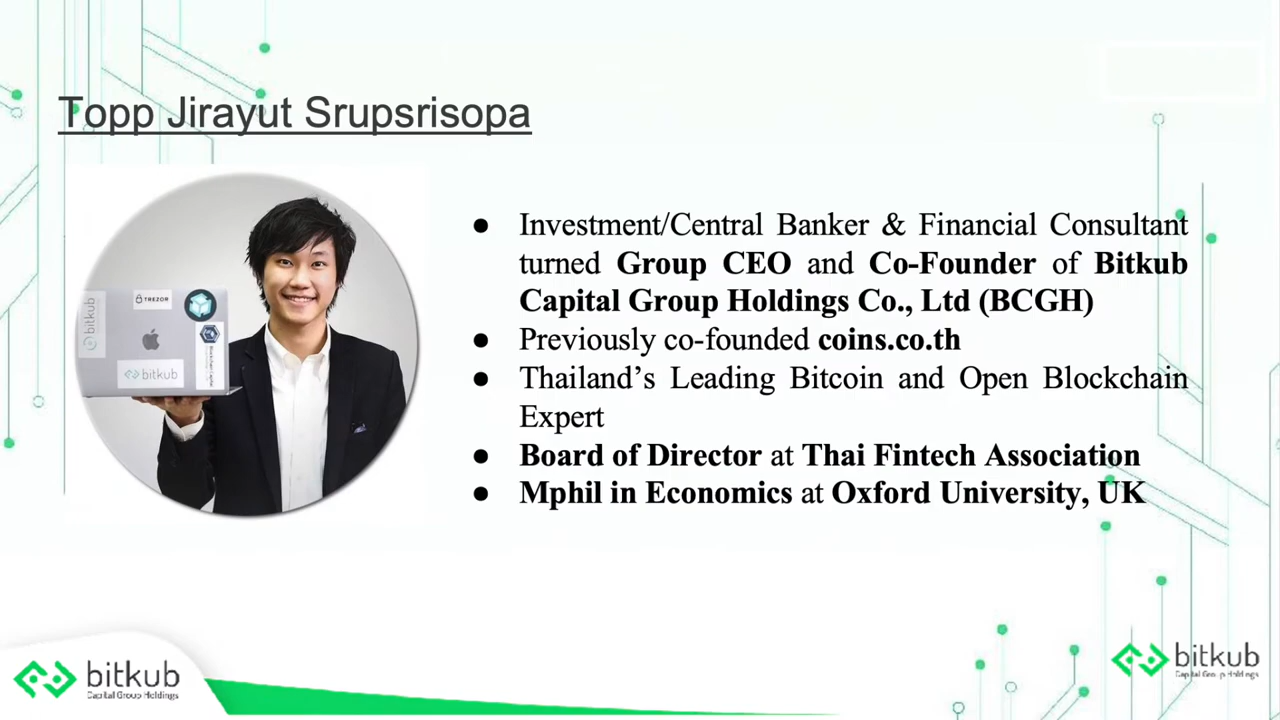 Topp Jirayut Srupsrisopa
● Investment/Central Banker & Financial Consultant
turned Group CEO and Co-Founder of Bitkub
Capital Group Holdings Co., Ltd (BCGH)
● Previously co-founded coins.co.th
● Thailand’s Leading Bitcoin and Open Blockchain
Expert
● Board of Director at Thai Fintech Association
● Mphil in Economics at Oxford University, UK
bitkub
TREZOR
bitkub
bitkub
Capital Group Holdings
bitkub
Capital Group Holdings